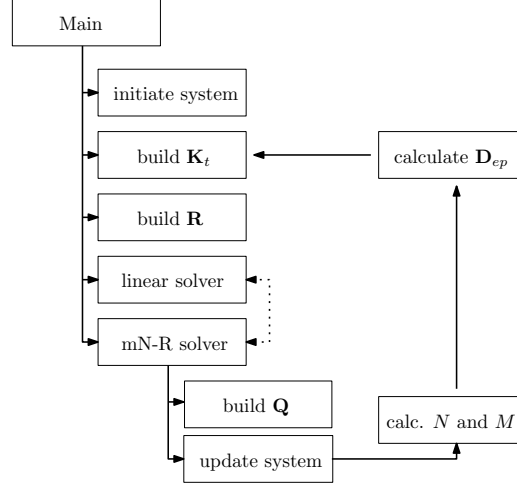 Main
initiate system
build K_t
calculate D_ep
build R
linear solver
mN-R solver
build Q
calc. N and M
update system